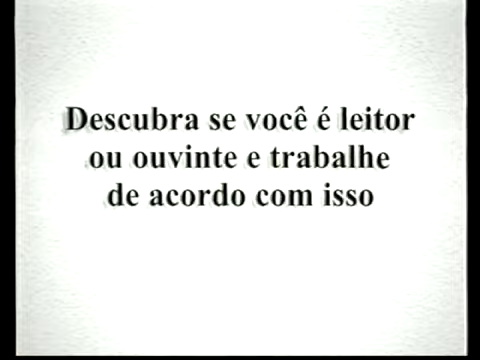 Descubra se você é leitor
ou ouvinte e trabalhe
de acordo com isso